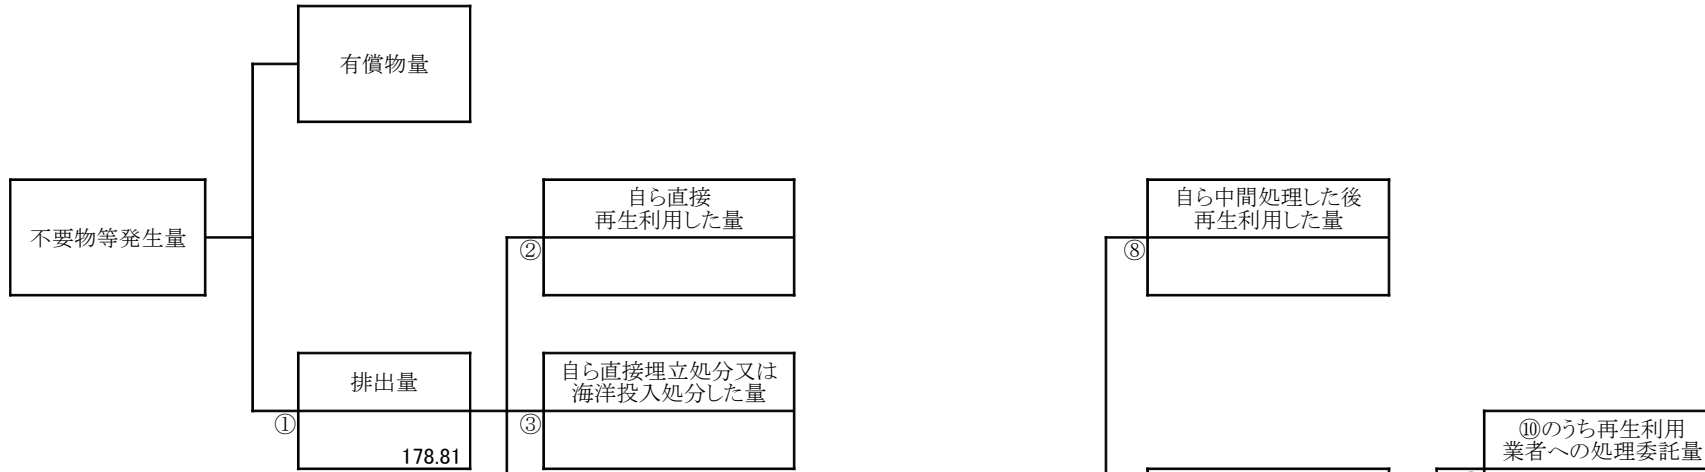 有償物量
不要物等発生量
自ら直接
再生利用した量
②
自ら中間処理した後
再生利用した量
⑧
排出量
①
178.81
自ら直接埋立処分又は
海洋投入処分した量
③
⑩のうち再生利用
業者への処理委託量